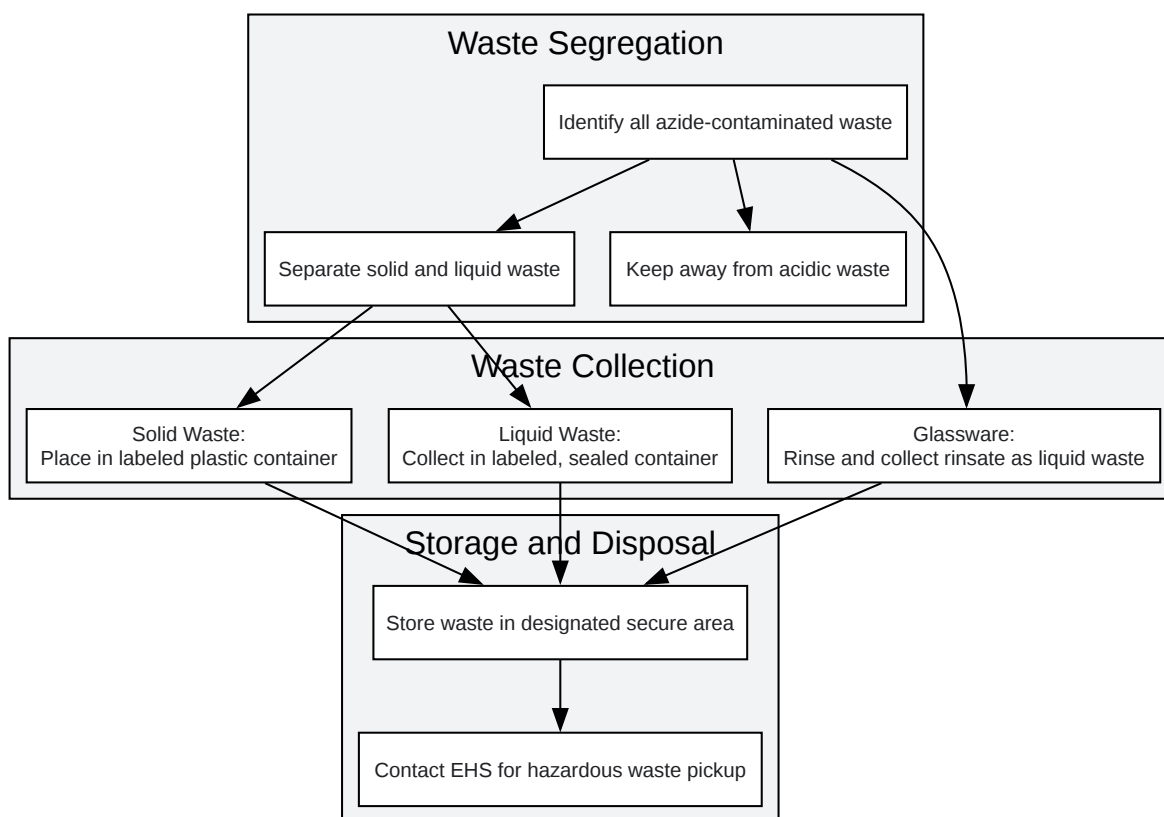 Waste Segregation
Identify all azide-contaminated waste
Separate solid and liquid waste
Keep away from acidic waste
Waste Collection
Solid Waste:
Place in labeled plastic container
Liquid Waste:
Collect in labeled, sealed container
Glassware:
Rinse and collect rinsate as liquid waste
Storage and Disposal
Store waste in designated secure area
Contact EHS for hazardous waste pickup